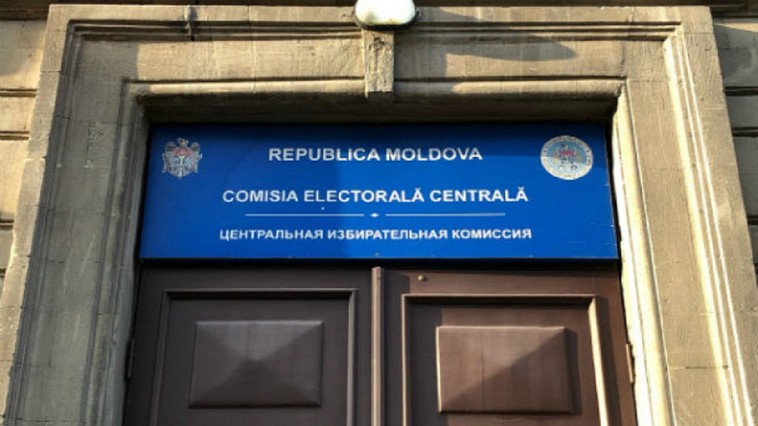 REPUBLICA MOLDOVA
COMISIA ELECTORALĂ CENTRALĂ
ЦЕНТРАЛЬНАЯ ИЗБИРАТЕЛЬНАЯ КОМИССИЯ